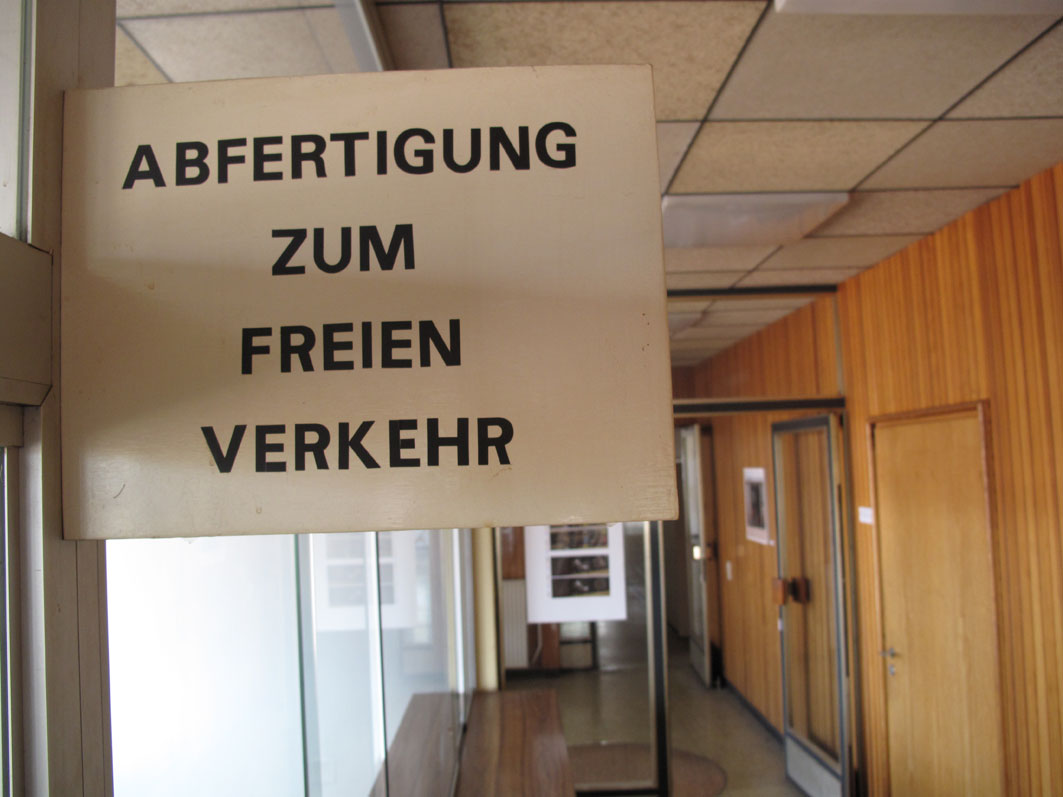 ABFERTIGUNG
ZUM
FREIEN
VERKEHR